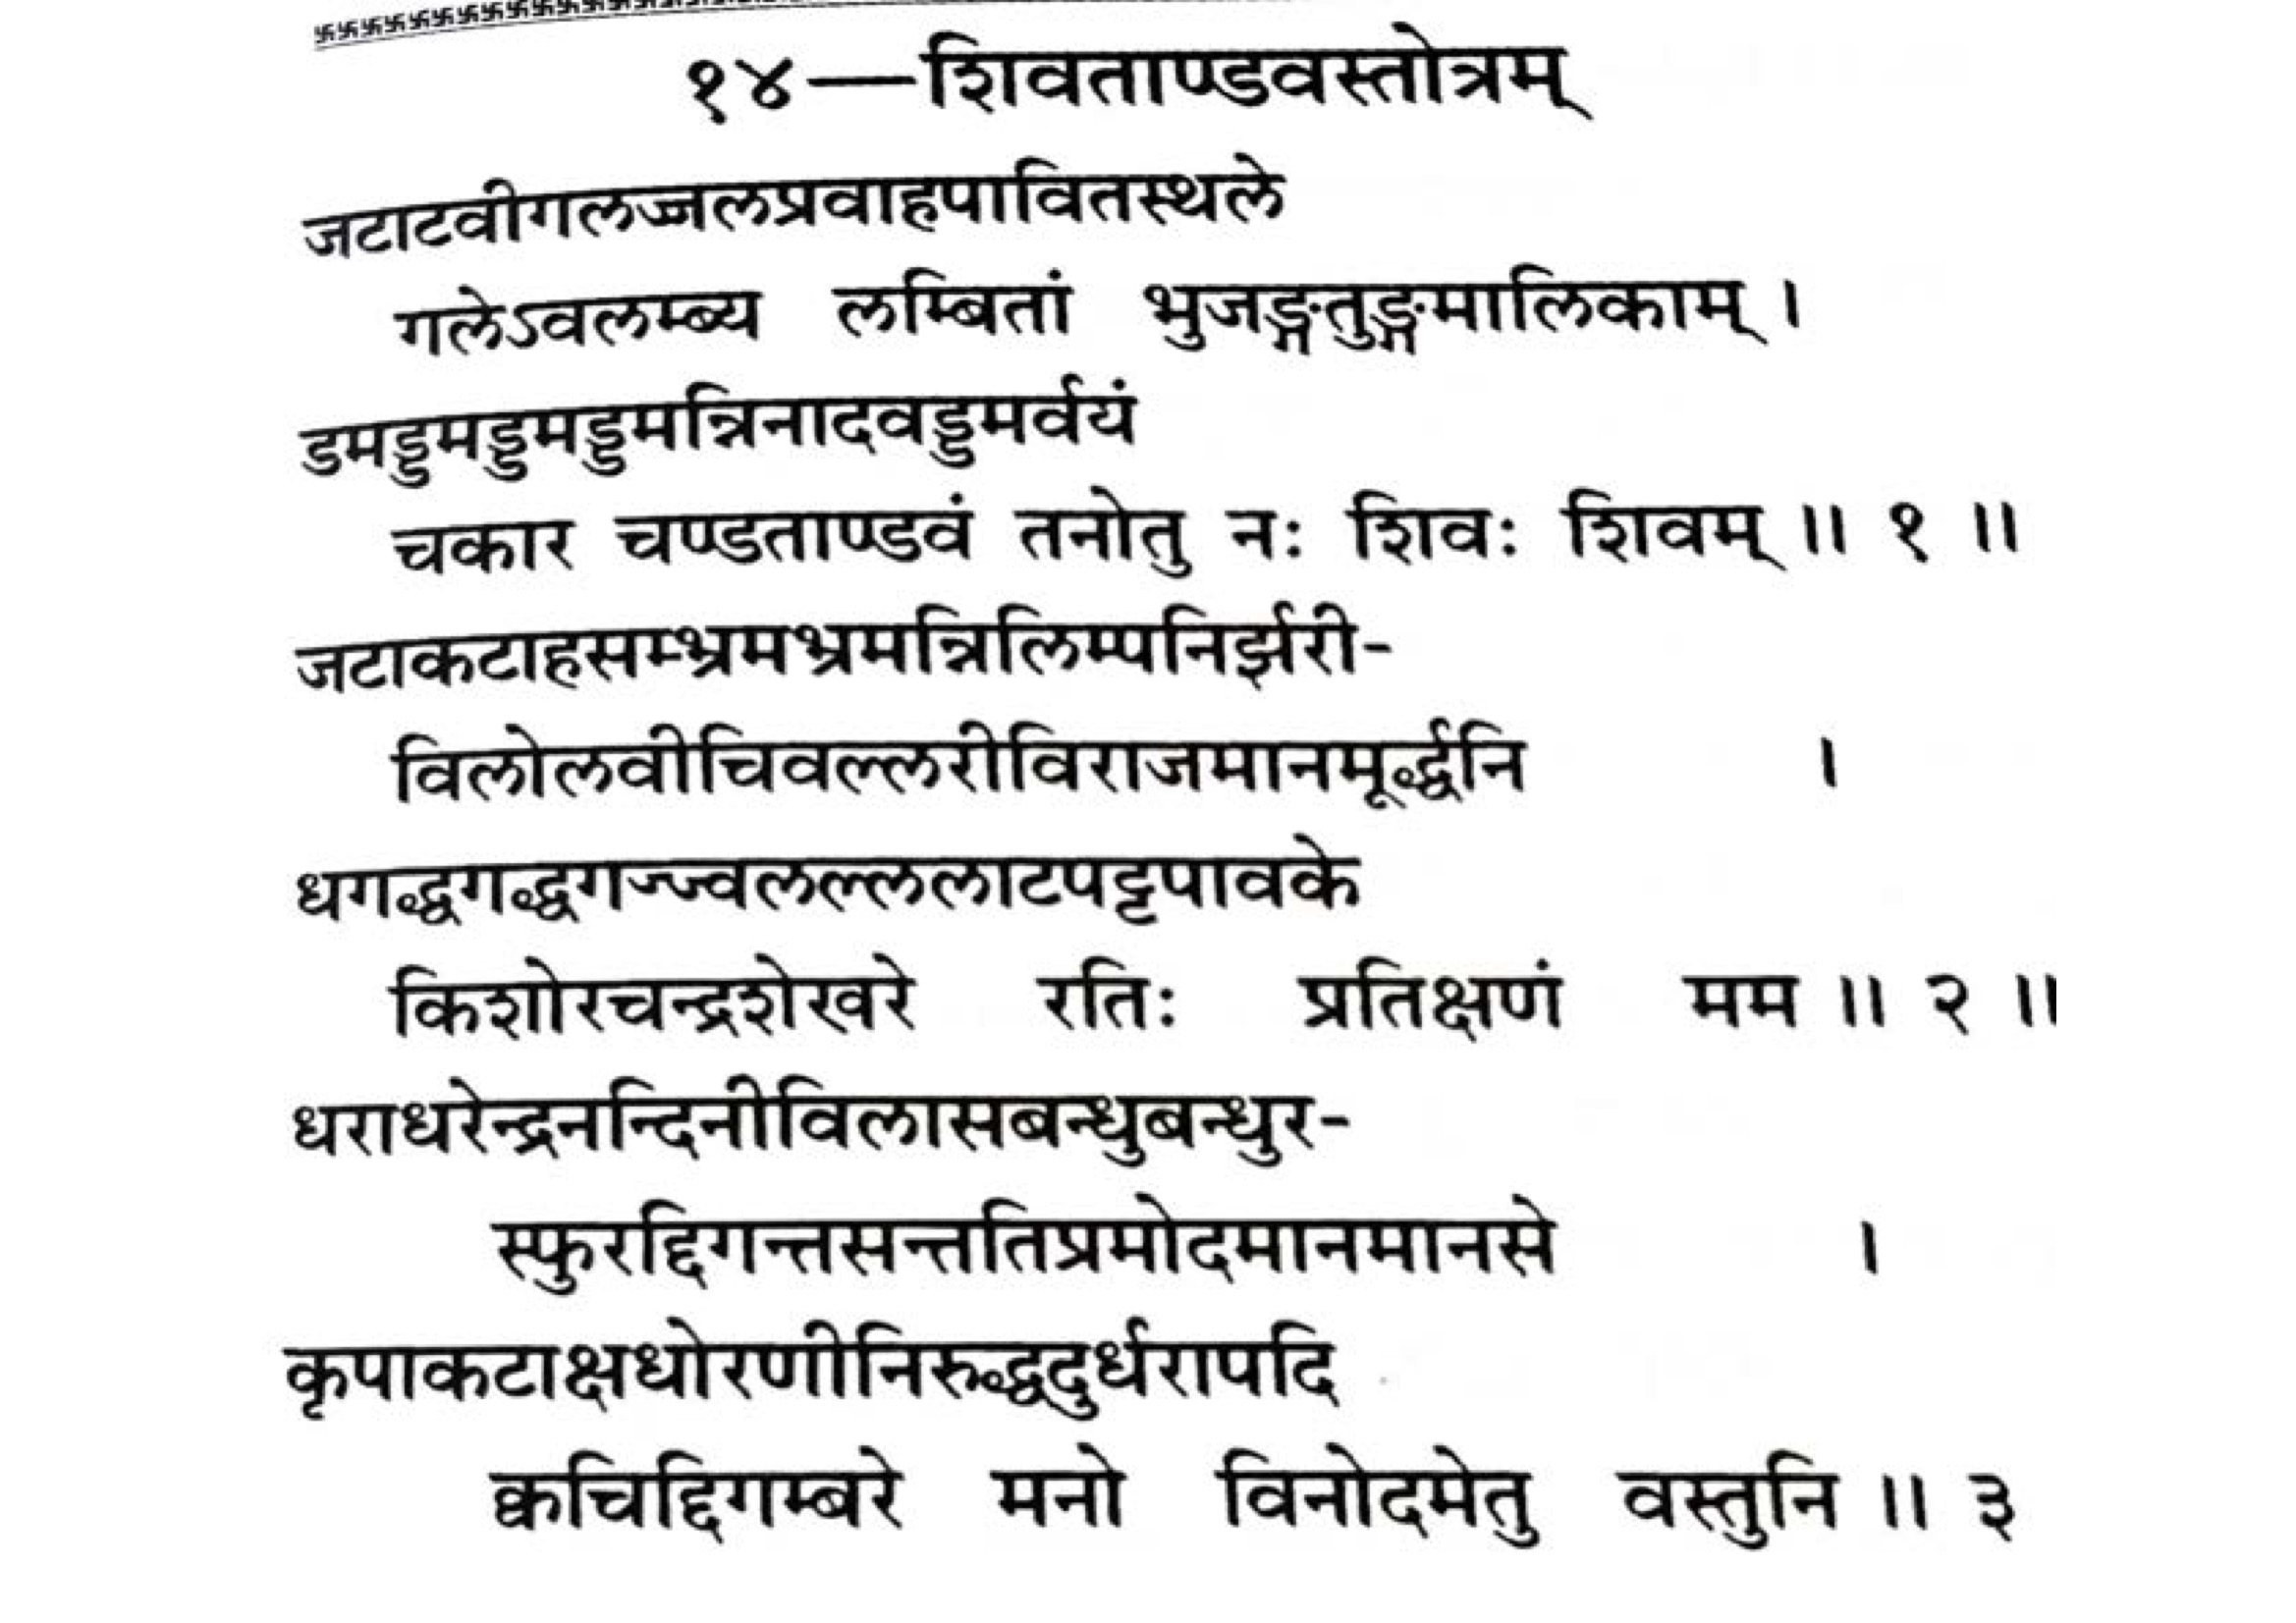 १४—शिवताण्डवस्तोत्रम्
जटाटवीगलज्जलप्रवाहपावितस्थले
गलेऽवलम्ब्य लम्बितां भुजङ्गतुङ्गमालिकाम् ।
डमड्डमड्डमड्डमन्निनादवड्डमर्वयं
चकार चण्डताण्डवं तनोतु नः शिवः शिवम् ॥ १ ॥
जटाकटाहसम्भ्रमभ्रमन्निलिम्पनिर्झरी-
विलोलवीचिवल्लरीविराजमानमूर्द्धनि ।
धगद्धगद्धगज्ज्वलल्ललाटपट्टपावके
किशोरचन्द्रशेखरे रतिः प्रतिक्षणं मम ॥ २ ॥
धराधरेन्द्रनन्दिनीविलासबन्धुबन्धुर-
स्फुरद्दिगन्तसन्ततिप्रमोदमानमानसे ।
कृपाकटाक्षधोरणीनिरुद्धदुर्धरापदि
क्वचिद्दिगम्बरे मनो विनोदमेतु वस्तुनि ॥ ३